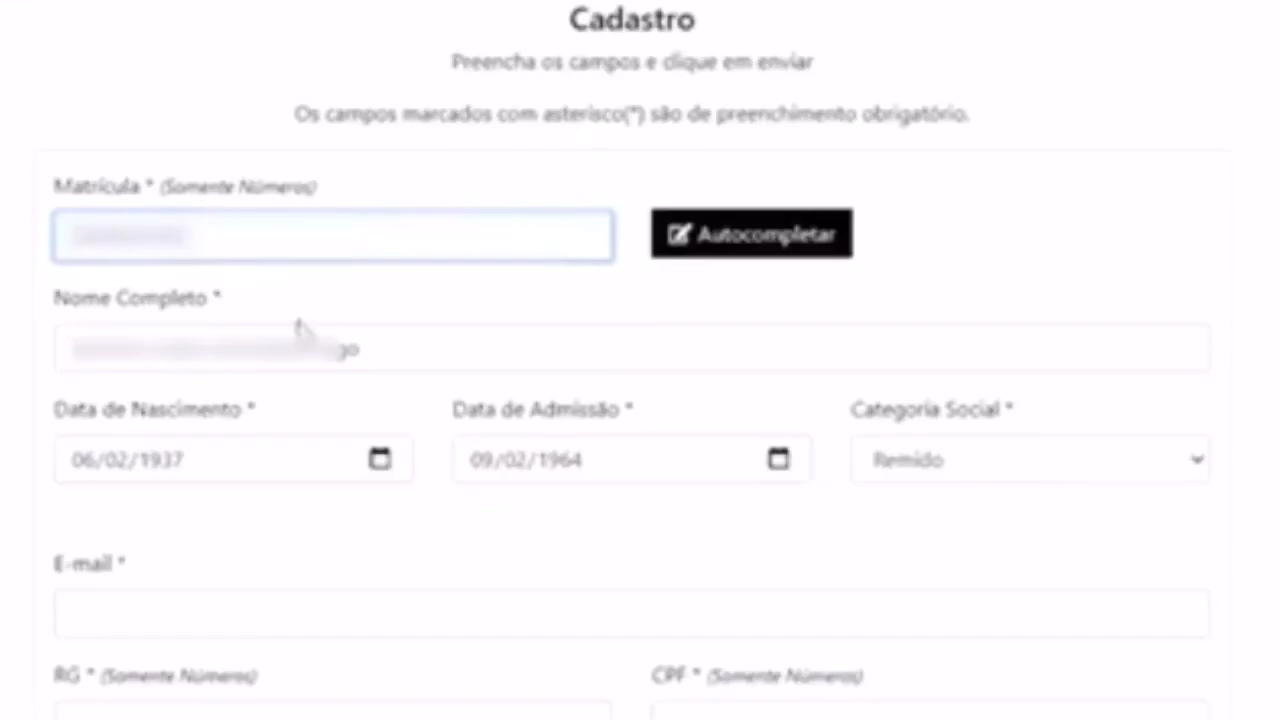 Cadastro
Preencha os campos e clique em enviar
Os campos marcados com asterisco(*) são de preenchimento obrigatório.
Matrícula * (Somente Números)
Autocompletar
Nome Completo *
go
Data de Nascimento * Data de Admissão * Categoria Social *
06/02/1937 09/02/1964 Remido
E-mail *
RG * (Somente Números) CPF * (Somente Números)